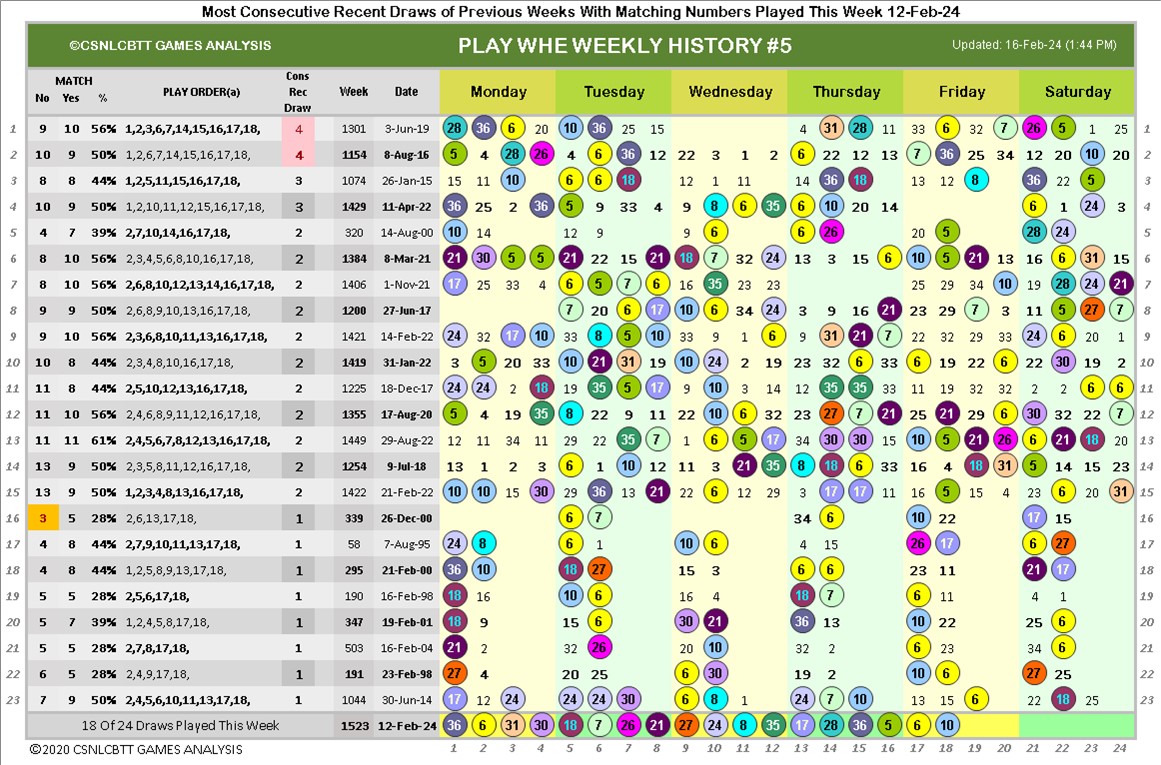 Most Consecutive Recent Draws of Previous Weeks With Matching Numbers Played This Week 12-Feb-24
©CSNLCBTT GAMES ANALYSIS PLAY WHE WEEKLY HISTORY #5 Updated: 16-Feb-24 (1:44 PM)
No MATCH Yes % PLAY ORDER(a) Cons Rec Draw Week Date Monday Tuesday Wednesday Thursday Friday Saturday
1 9 10 56% 1,2,3,6,7,14,15,16,17,18, 4 1301 3-Jun-19 28 36 6 20 10 36 25 15 4 31 28 11 33 6 32 7 26 5 1 25 1
2 10 9 50% 1,2,6,7,14,15,16,17,18, 4 1154 8-Aug-16 5 4 28 26 4 6 36 12 22 3 1 2 6 22 12 13 7 36 25 34 12 20 10 20 2
3 8 8 44% 1,2,5,11,15,16,17,18, 3 1074 26-Jan-15 15 11 10 6 6 18 12 1 11 14 36 18 13 12 8 36 22 5 3
4 10 9 50% 1,2,10,11,12,15,16,17,18, 3 1429 11-Apr-22 36 25 2 36 5 9 33 4 9 8 6 35 6 10 20 14 6 1 24 3 4
5 4 7 39% 2,7,10,14,16,17,18, 2 320 14-Aug-00 10 14 12 9 9 6 6 26 20 5 28 24 5
6 8 10 56% 2,3,4,5,6,8,10,16,17,18, 2 1384 8-Mar-21 21 30 5 5 21 22 15 21 18 7 32 24 13 3 15 6 10 5 21 13 16 6 31 15 6
7 8 10 56% 2,6,8,10,12,13,14,16,17,18, 2 1406 1-Nov-21 17 25 33 4 6 5 7 6 16 35 23 23 25 29 34 10 19 28 24 21 7
8 9 9 50% 2,6,8,9,10,13,16,17,18, 2 1200 27-Jun-17 7 20 6 17 10 6 34 24 3 9 16 21 23 29 7 3 11 5 27 7 8
9 10 56% 2,3,6,8,10,11,13,16,17,18, 2 1421 14-Feb-22 24 32 17 10 33 8 5 10 33 9 1 6 14 31 21 7 22 32 29 33 24 6 20 1 9
10 10 8 44% 2,3,4,8,10,16,17,18, 2 1419 31-Jan-22 3 5 20 33 10 21 31 19 10 24 2 19 23 32 6 33 6 19 22 6 22 30 19 2 10
11 11 8 44% 2,5,10,12,13,16,17,18, 2 1225 18-Dec-17 24 24 2 18 19 35 5 17 9 10 3 14 12 35 35 33 11 19 32 32 2 2 6 6 11
12 11 10 56% 2,4,6,8,9,11,12,16,17,18, 2 1355 17-Aug-20 5 4 19 35 8 22 9 11 22 10 6 32 23 27 7 21 25 21 29 6 30 32 22 7 12
13 11 11 61% 2,4,5,6,7,8,12,13,16,17,18, 2 1449 29-Aug-22 12 11 34 11 29 22 35 7 1 6 5 17 34 30 30 15 10 5 21 26 6 21 18 20 13
14 13 9 50% 2,3,5,8,11,12,16,17,18, 2 1254 9-Jul-18 13 1 2 3 6 1 10 12 11 3 21 35 8 18 6 33 16 4 18 31 5 14 15 23 14
15 13 9 50% 1,2,3,4,8,13,16,17,18, 2 1422 21-Feb-22 10 10 15 30 29 36 13 21 22 6 12 29 3 17 17 11 16 5 15 4 23 6 20 31 15
16 3 5 28% 2,6,13,17,18, 1 339 26-Dec-00 6 7 34 6 10 22 17 15 16
17 4 8 44% 2,7,9,10,11,13,17,18, 1 58 7-Aug-95 24 8 6 1 10 6 4 15 26 17 6 27 17
18 4 8 44% 1,2,5,8,9,13,17,18, 1 295 21-Feb-00 36 10 18 27 15 3 6 6 23 11 21 17 18
19 5 5 28% 2,5,6,17,18, 1 190 16-Feb-98 18 16 10 6 16 4 18 7 6 11 4 1 19
20 5 7 39% 1,2,4,5,8,17,18, 1 347 19-Feb-01 18 9 15 6 30 21 36 13 10 22 25 6 20
21 5 5 28% 2,7,8,17,18, 1 503 16-Feb-04 21 2 32 26 20 10 32 2 6 23 34 6 21
22 6 5 28% 2,4,9,17,18, 1 191 23-Feb-98 27 4 20 25 6 30 19 2 10 6 27 25 22
23 7 9 50% 2,4,5,6,10,11,13,17,18, 1 1044 30-Jun-14 17 12 24 24 24 30 6 8 1 24 7 10 13 15 6 22 18 25 23
18 Of 24 Draws Played This Week 1523 12-Feb-24 36 6 31 30 18 7 26 21 27 24 8 35 17 28 36 5 6 10
©2020 CSNLCBTT GAMES ANALYSIS 1 2 3 4 5 6 7 8 9 10 11 12 13 14 15 16 17 18 19 20 21 22 23 24